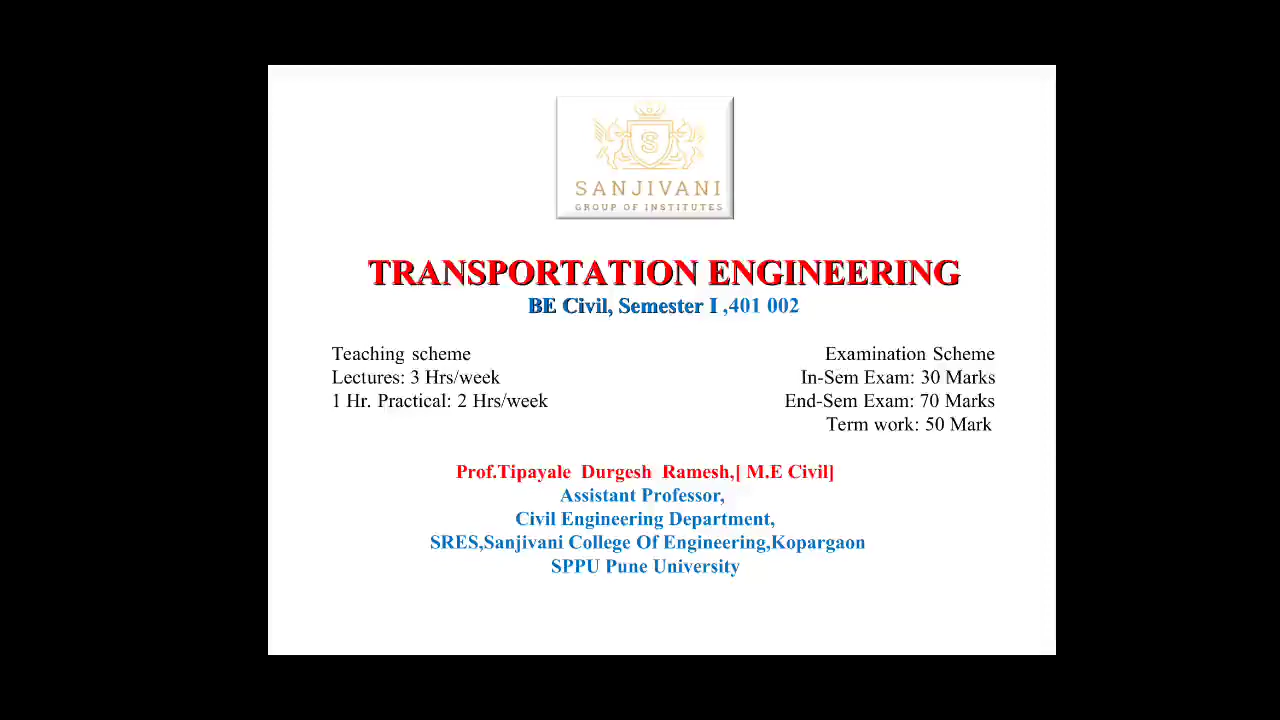 S
SANJIVANI
GROUP OF INSTITUTES
TRANSPORTATION ENGINEERING
BE Civil, Semester I ,401 002
Teaching scheme Examination Scheme
Lectures: 3 Hrs/week In-Sem Exam: 30 Marks
1 Hr. Practical: 2 Hrs/week End-Sem Exam: 70 Marks
Term work: 50 Mark
Prof.Tipayale Durgesh Ramesh,[ M.E Civil]
Assistant Professor,
Civil Engineering Department,
SRES,Sanjivani College Of Engineering,Kopargaon
SPPU Pune University